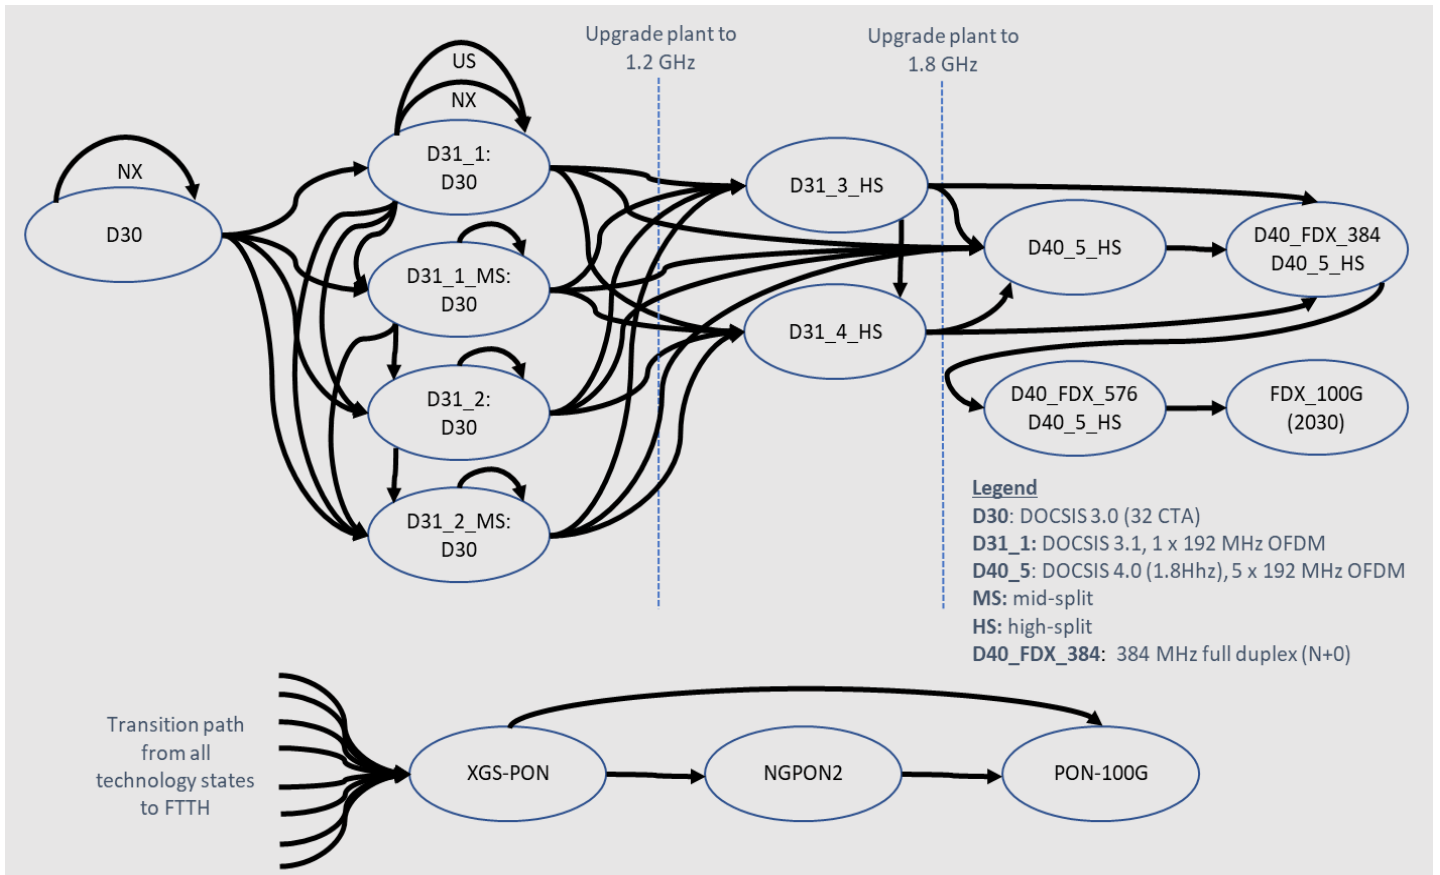 Upgrade plant to
1.2 GHz
Upgrade plant to
1.8 GHz
US
NX
NX
D30
D31_1:
D30
D31_1_MS:
D30
D31_2:
D30
D31_2_MS:
D30
D31_3_HS
D31_4_HS
D40_5_HS
D40_FDX_384
D40_5_HS
D40_FDX_576
D40_5_HS
FDX_100G
(2030)
Legend
D30: DOCSIS 3.0 (32 CTA)
D31_1: DOCSIS 3.1, 1 x 192 MHz OFDM
D40_5: DOCSIS 4.0 (1.8Hhz), 5 x 192 MHz OFDM
MS: mid-split
HS: high-split
D40_FDX_384: 384 MHz full duplex (N+0)
Transition path
from all
technology states
to FTTH
XGS-PON
NGPON2
PON-100G